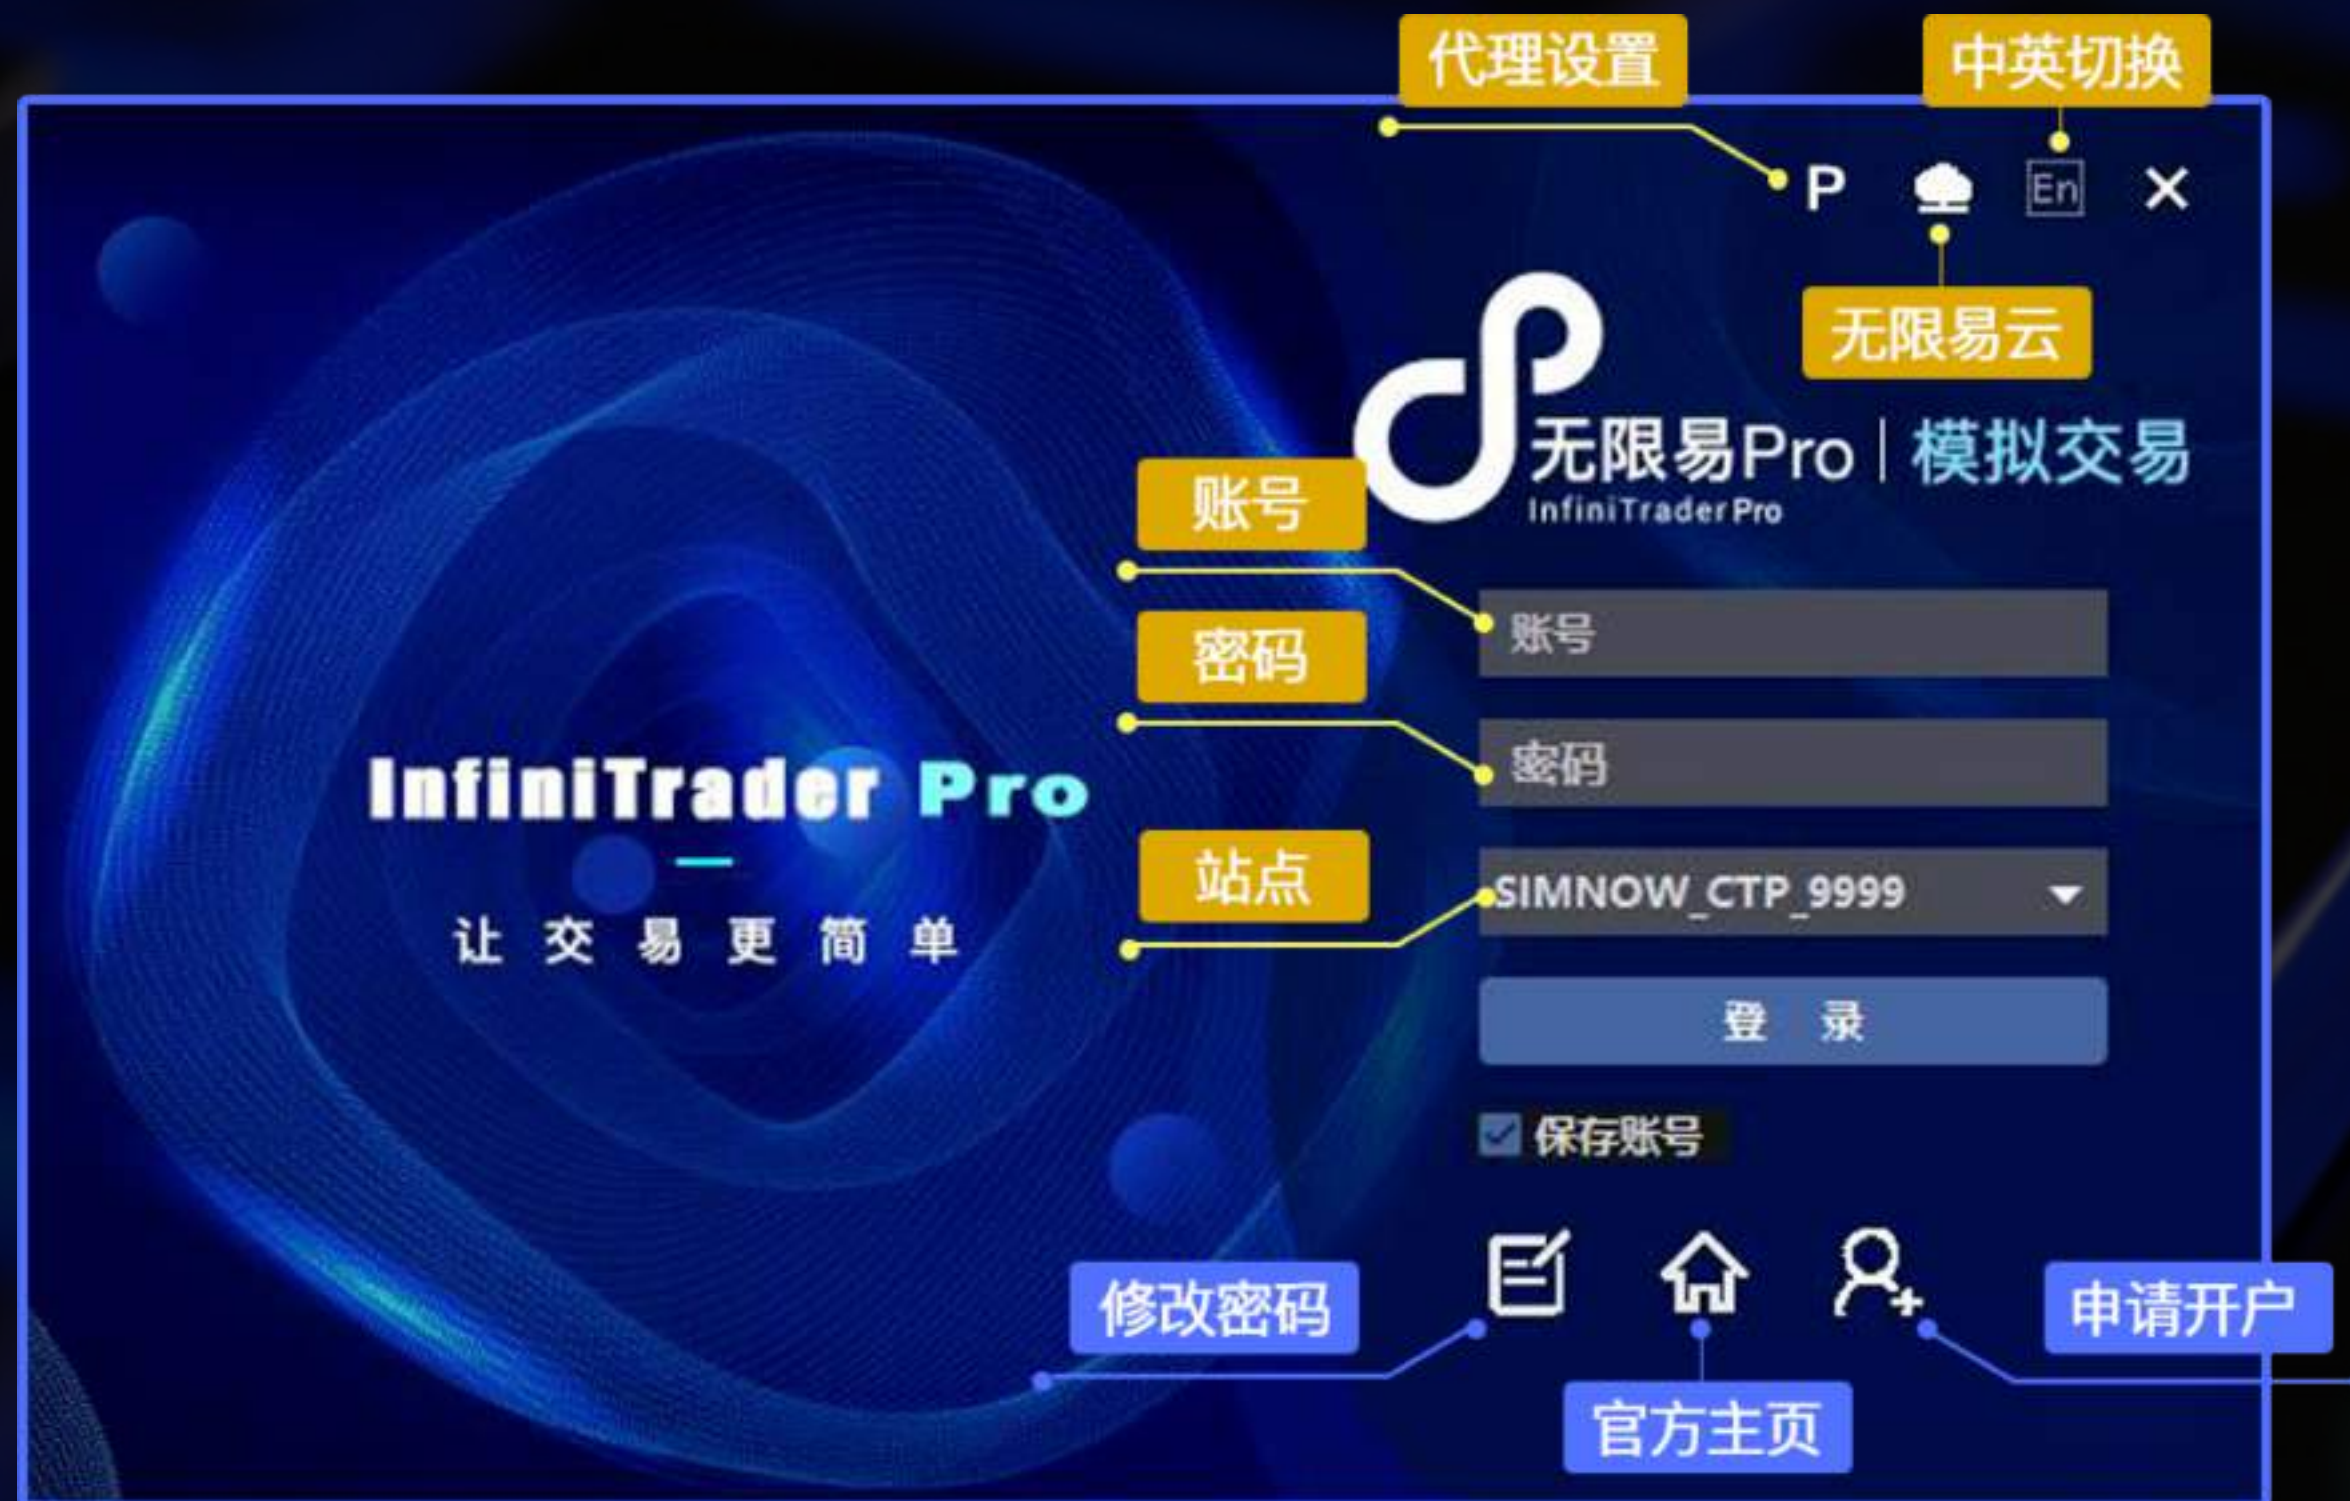 代理设置
中英切换
P
En
无限易云
无限易Pro|模拟交易
InfiniTrader Pro
账号
账号
密码
密码
InfiniTrader Pro
让交易更简单
站点
SIMNOW_CTP_9999
登 录
保存账号
修改密码
申请开户
官方主页